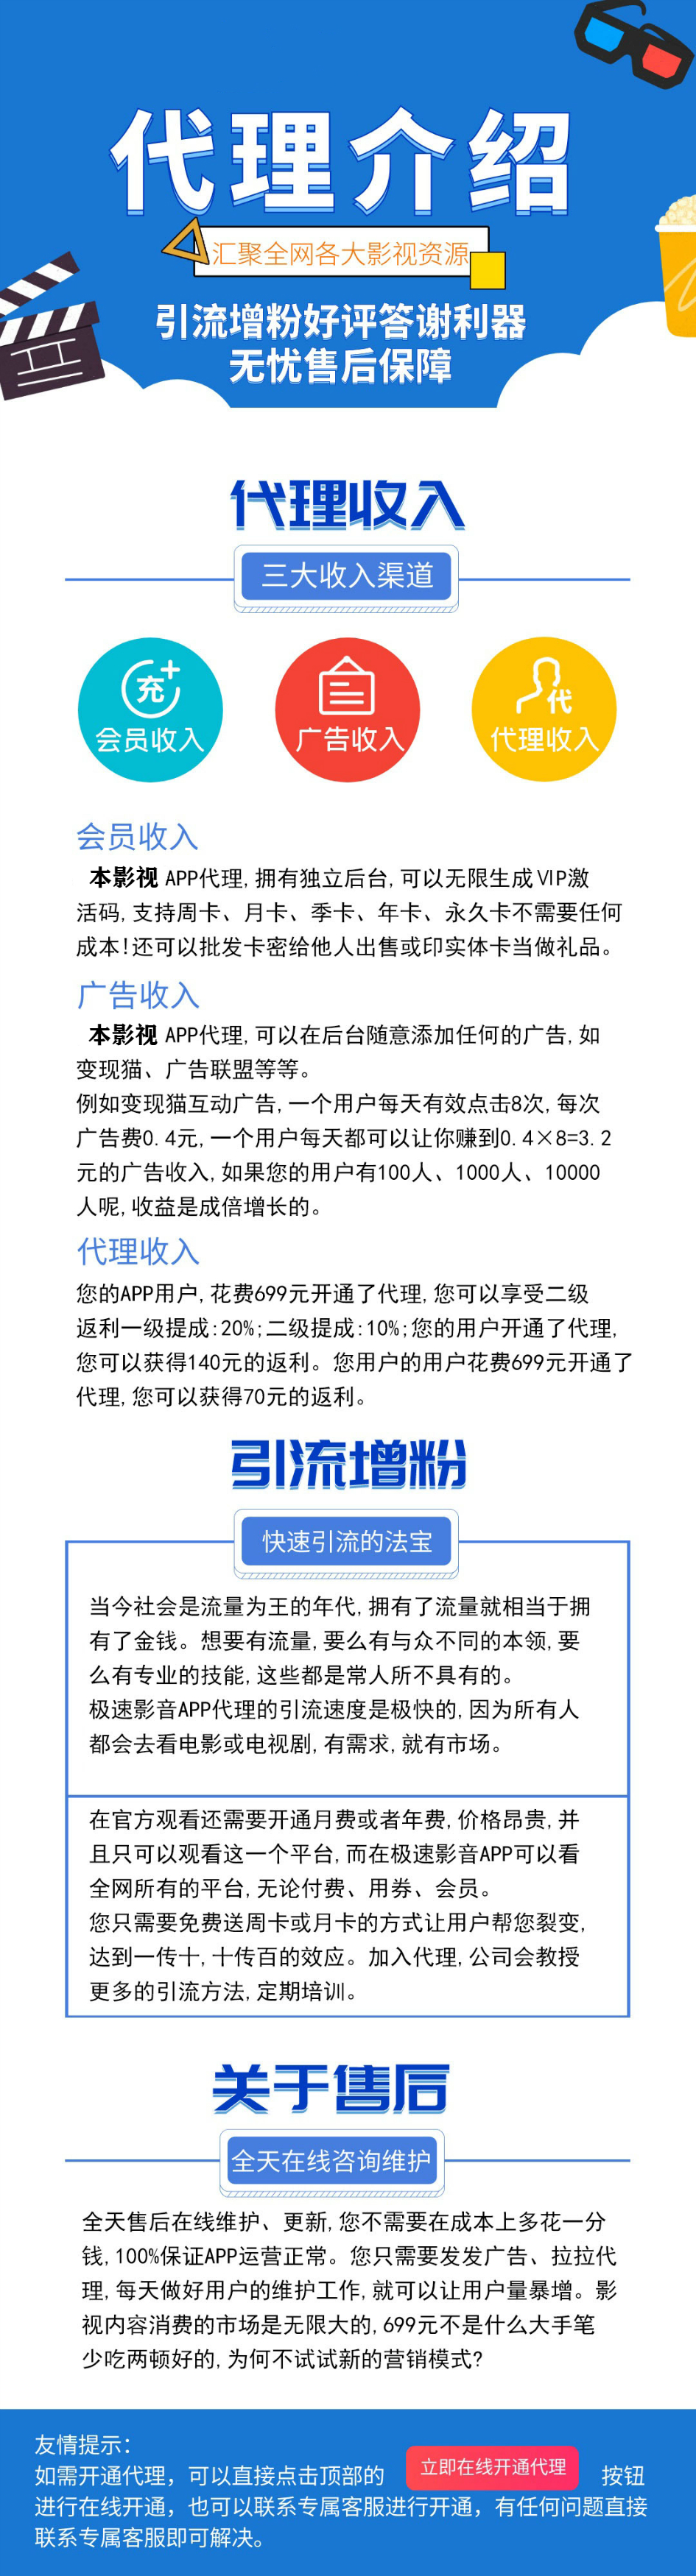 代理介绍
汇聚全网各大影视资源
引流增粉好评答谢利器
无忧售后保障
代理收入
三大收入渠道
充
代
会员收入
广告收入
代理收入
会员收入
本影视 APP代理,拥有独立后台,可以无限生成VIP激
活码,支持周卡、月卡、季卡、年卡、永久卡不需要任何
成本!还可以批发卡密给他人出售或印实体卡当做礼品。
广告收入
本影视 APP代理,可以在后台随意添加任何的广告,如
变现猫、广告联盟等等。
例如变现猫互动广告,一个用户每天有效点击8次,每次
广告费0.4元,一个用户每天都可以让你赚到0.4×8=3.2
元的广告收入,如果您的用户有100人、1000人、10000
人呢,收益是成倍增长的。
代理收入
您的APP用户,花费699元开通了代理,您可以享受二级
返利一级提成:20%;二级提成:10%;您的用户开通了代理,
您可以获得140元的返利。您用户的用户花费699元开通了
代理,您可以获得70元的返利。
引流增粉
快速引流的法宝
当今社会是流量为王的年代,拥有了流量就相当于拥
有了金钱。想要有流量,要么有与众不同的本领,要
么有专业的技能,这些都是常人所不具有的。
极速影音APP代理的引流速度是极快的,因为所有人
都会去看电影或电视剧,有需求,就有市场。
在官方观看还需要开通月费或者年费,价格昂贵,并
且只可以观看这一个平台,而在极速影音APP可以看
全网所有的平台,无论付费、用券、会员。
您只需要免费送周卡或月卡的方式让用户帮您裂变,
达到一传十,十传百的效应。加入代理,公司会教授
更多的引流方法,定期培训。
关于售后
全天在线咨询维护
全天售后在线维护、更新,您不需要在成本上多花一分
钱,100%保证APP运营正常。您只需要发发广告、拉拉代
理,每天做好用户的维护工作,就可以让用户量暴增。影
视内容消费的市场是无限大的,699元不是什么大手笔
少吃两顿好的,为何不试试新的营销模式?
友情提示:
如需开通代理，可以直接点击顶部的 立即在线开通代理 按钮
进行在线开通，也可以联系专属客服进行开通，有任何问题直接
联系专属客服即可解决。